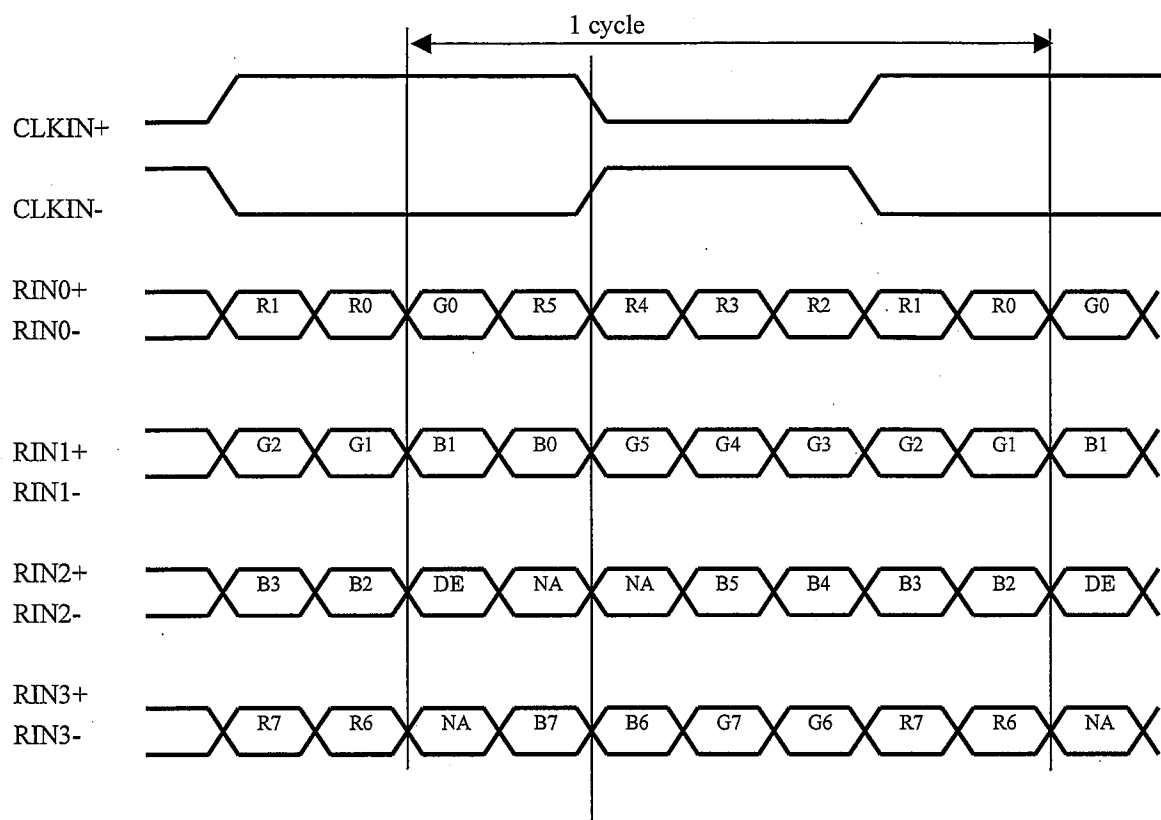 1 cycle
CLKIN+
CLKIN-
RIN0+
R1 R0 G0 R5 R4 R3 R2 R1 R0 G0
RIN0-
G2 G1 B1 B0 G5 G4 G3 G2 G1 B1
RIN1+
RIN1-
RIN2+
B3 B2 DE NA NA B5 B4 B3 B2 DE
RIN2-
RIN3+
R7 R6 NA B7 B6 G7 G6 R7 R6 NA
RIN3-